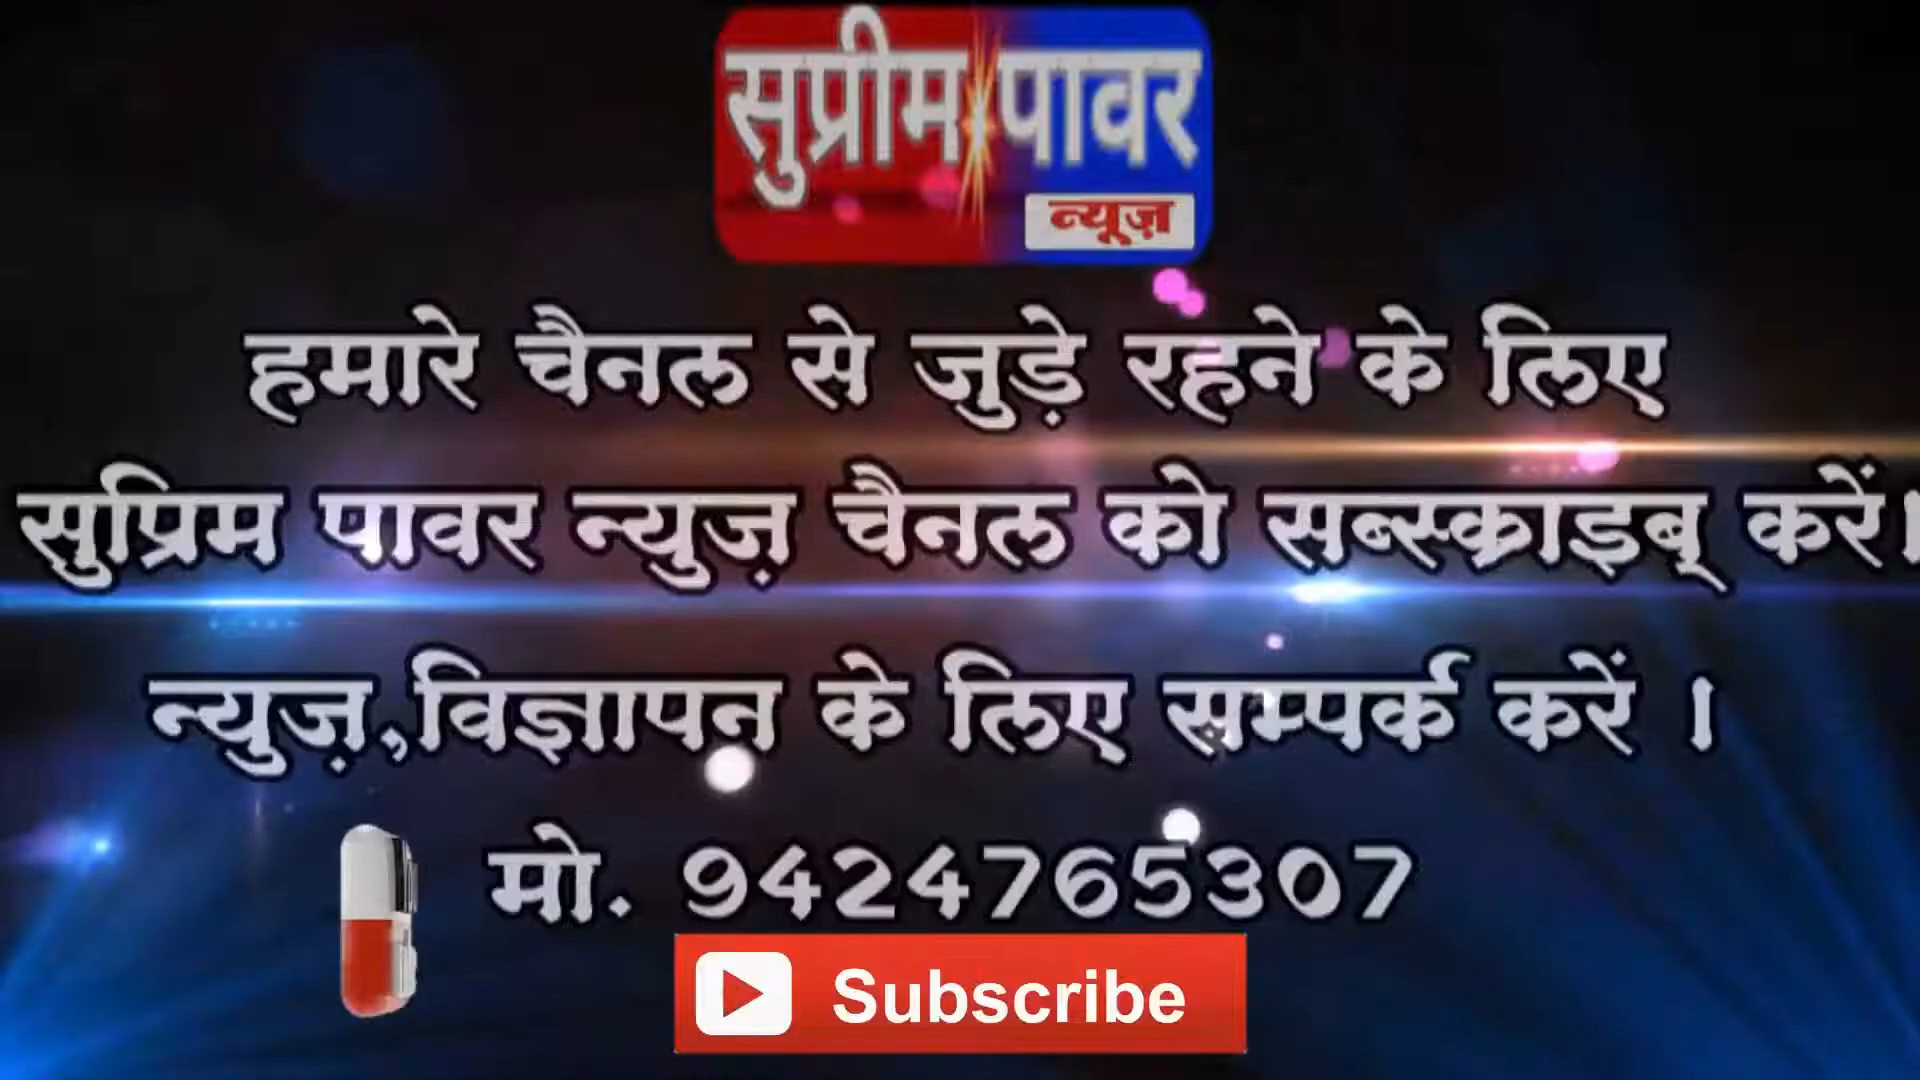 सुप्रीम पावर
न्यूज़
हमारे चैनल से जुड़े रहने के लिए
सुप्रिम पावर न्युज़ चैनल को सब्स्क्राइब् करें।
न्युज़,विज्ञापन के लिए सम्पर्क करें ।
मो. 9424765307
Subscribe